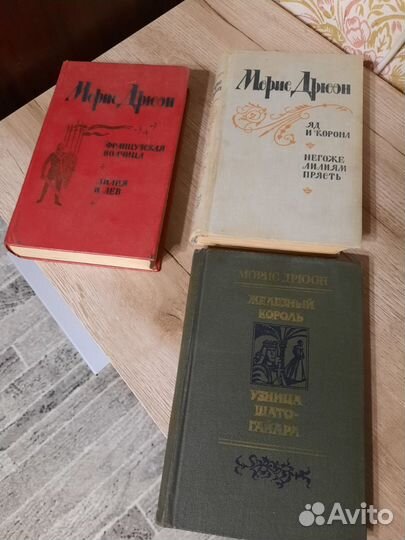 Морис Дрюон
ФРАНЦУЗСКАЯ
ВОЛЧИЦА
ЛИЛИЯ
И ЛЕВ
Морис Дрюон
ЯД
И КОРОНА
НЕГОЖЕ
ЛИЛИЯМ
ПРЯСТЬ
МОРИС ДРЮОН
ЖЕЛЕЗНЫЙ
КОРОЛЬ
УЗНИЦА
ШАТО-
ГАЙАРА
Avito